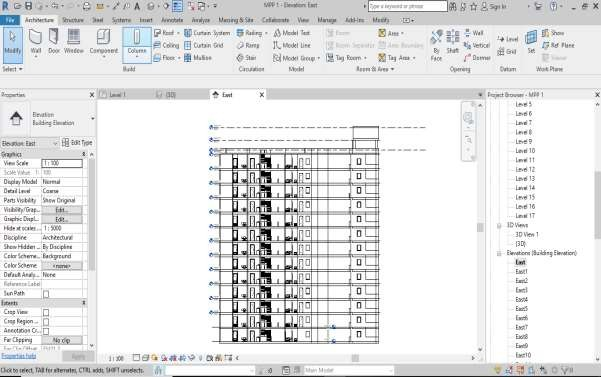 MPP 1 - Elevation: East
Type a keyword or phrase
Sign In
File Architecture Structure Steel Systems Insert Annotate Analyze Massing & Site Collaborate View Manage Add-Ins Modify
Modify Wall Door Window Component Column
Roof Curtain System Railing Model Text Room Area
Ceiling Curtain Grid Ramp Model Line Room Separator Area Boundary
Floor Mullion Stair Model Group Tag Room Tag Area
By Face Shaft Wall Vertical Dormer
Level Grid
Set Show Ref Plane Viewer
Select Build Circulation Model Room & Area Opening Datum Work Plane
Properties
Level 1 {3D} East
Project Browser - MPP 1
Elevation
Building Elevation
Elevation: East Edit Type
Graphics
View Scale 1 : 100
Scale Value 1: 100
Display Model Normal
Detail Level Coarse
Parts Visibility Show Original
Visibility/Grap... Edit...
Graphic Displ... Edit...
Hide at scales ... 1 : 5000
Discipline Architectural
Show Hidden ... By Discipline
Color Scheme... Background
Color Scheme <none>
Default Analy... None
Reference Label
Sun Path
Extents
Crop View
Crop Region ...
Annotation C...
Far Clipping No clip
Properties help Apply
Level 5
Level 6
Level 7
Level 8
Level 9
Level 10
Level 11
Level 12
Level 13
Level 14
Level 15
Level 16
Level 17
3D Views
3D View 1
{3D}
Elevations (Building Elevation)
East
East1
East2
East3
East4
East5
East6
East7
East8
East9
East10
1 : 100
Click to select, TAB for alternates, CTRL adds, SHIFT unselects.
:0
Main Model